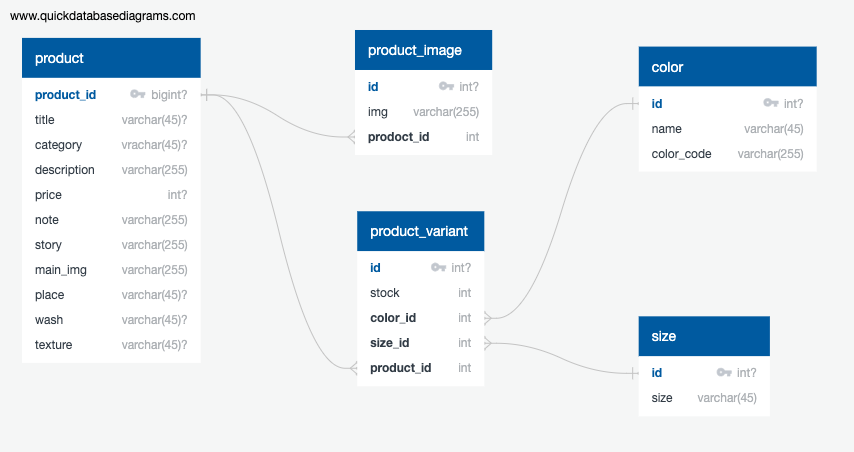 www.quickdatabasediagrams.com
product
product_id bigint?
title varchar(45)?
category vrachar(45)?
description varchar(255)
price int?
note varchar(255)
story varchar(255)
main_img varchar(255)
place varchar(45)?
wash varchar(45)?
texture varchar(45)?
product_image
id int?
img varchar(255)
prodoct_id int
product_variant
id int?
stock int
color_id int
size_id int
product_id int
color
id int?
name varchar(45)
color_code varchar(255)
size
id int?
size varchar(45)